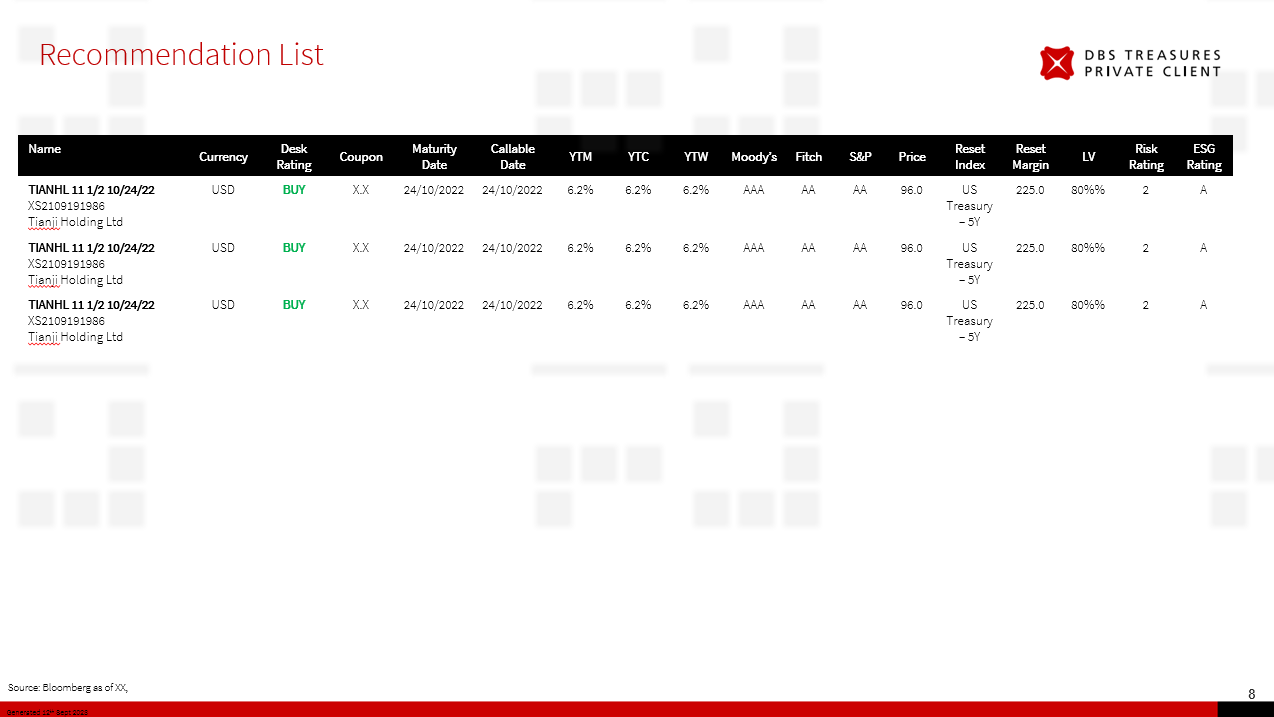 Recommendation List
DBS TREASURES
PRIVATE CLIENT
Name Currency Desk Rating Coupon Maturity Date Callable Date YTM YTC YTW Moody's Fitch S&P Price Reset Index Reset Margin LV Risk Rating ESG Rating
TIANHL 11 1/2 10/24/22 USD BUY X.X 24/10/2022 24/10/2022 6.2% 6.2% 6.2% AAA AA AA 96.0 US 225.0 80%% 2 A
XS2109191986 Treasury
Tianji Holding Ltd – 5Y
TIANHL 11 1/2 10/24/22 USD BUY X.X 24/10/2022 24/10/2022 6.2% 6.2% 6.2% AAA AA AA 96.0 US 225.0 80%% 2 A
XS2109191986 Treasury
Tianji Holding Ltd – 5Y
TIANHL 11 1/2 10/24/22 USD BUY X.X 24/10/2022 24/10/2022 6.2% 6.2% 6.2% AAA AA AA 96.0 US 225.0 80%% 2 A
XS2109191986 Treasury
Tianji Holding Ltd – 5Y
Source: Bloomberg as of XX,
8
Sept 2023